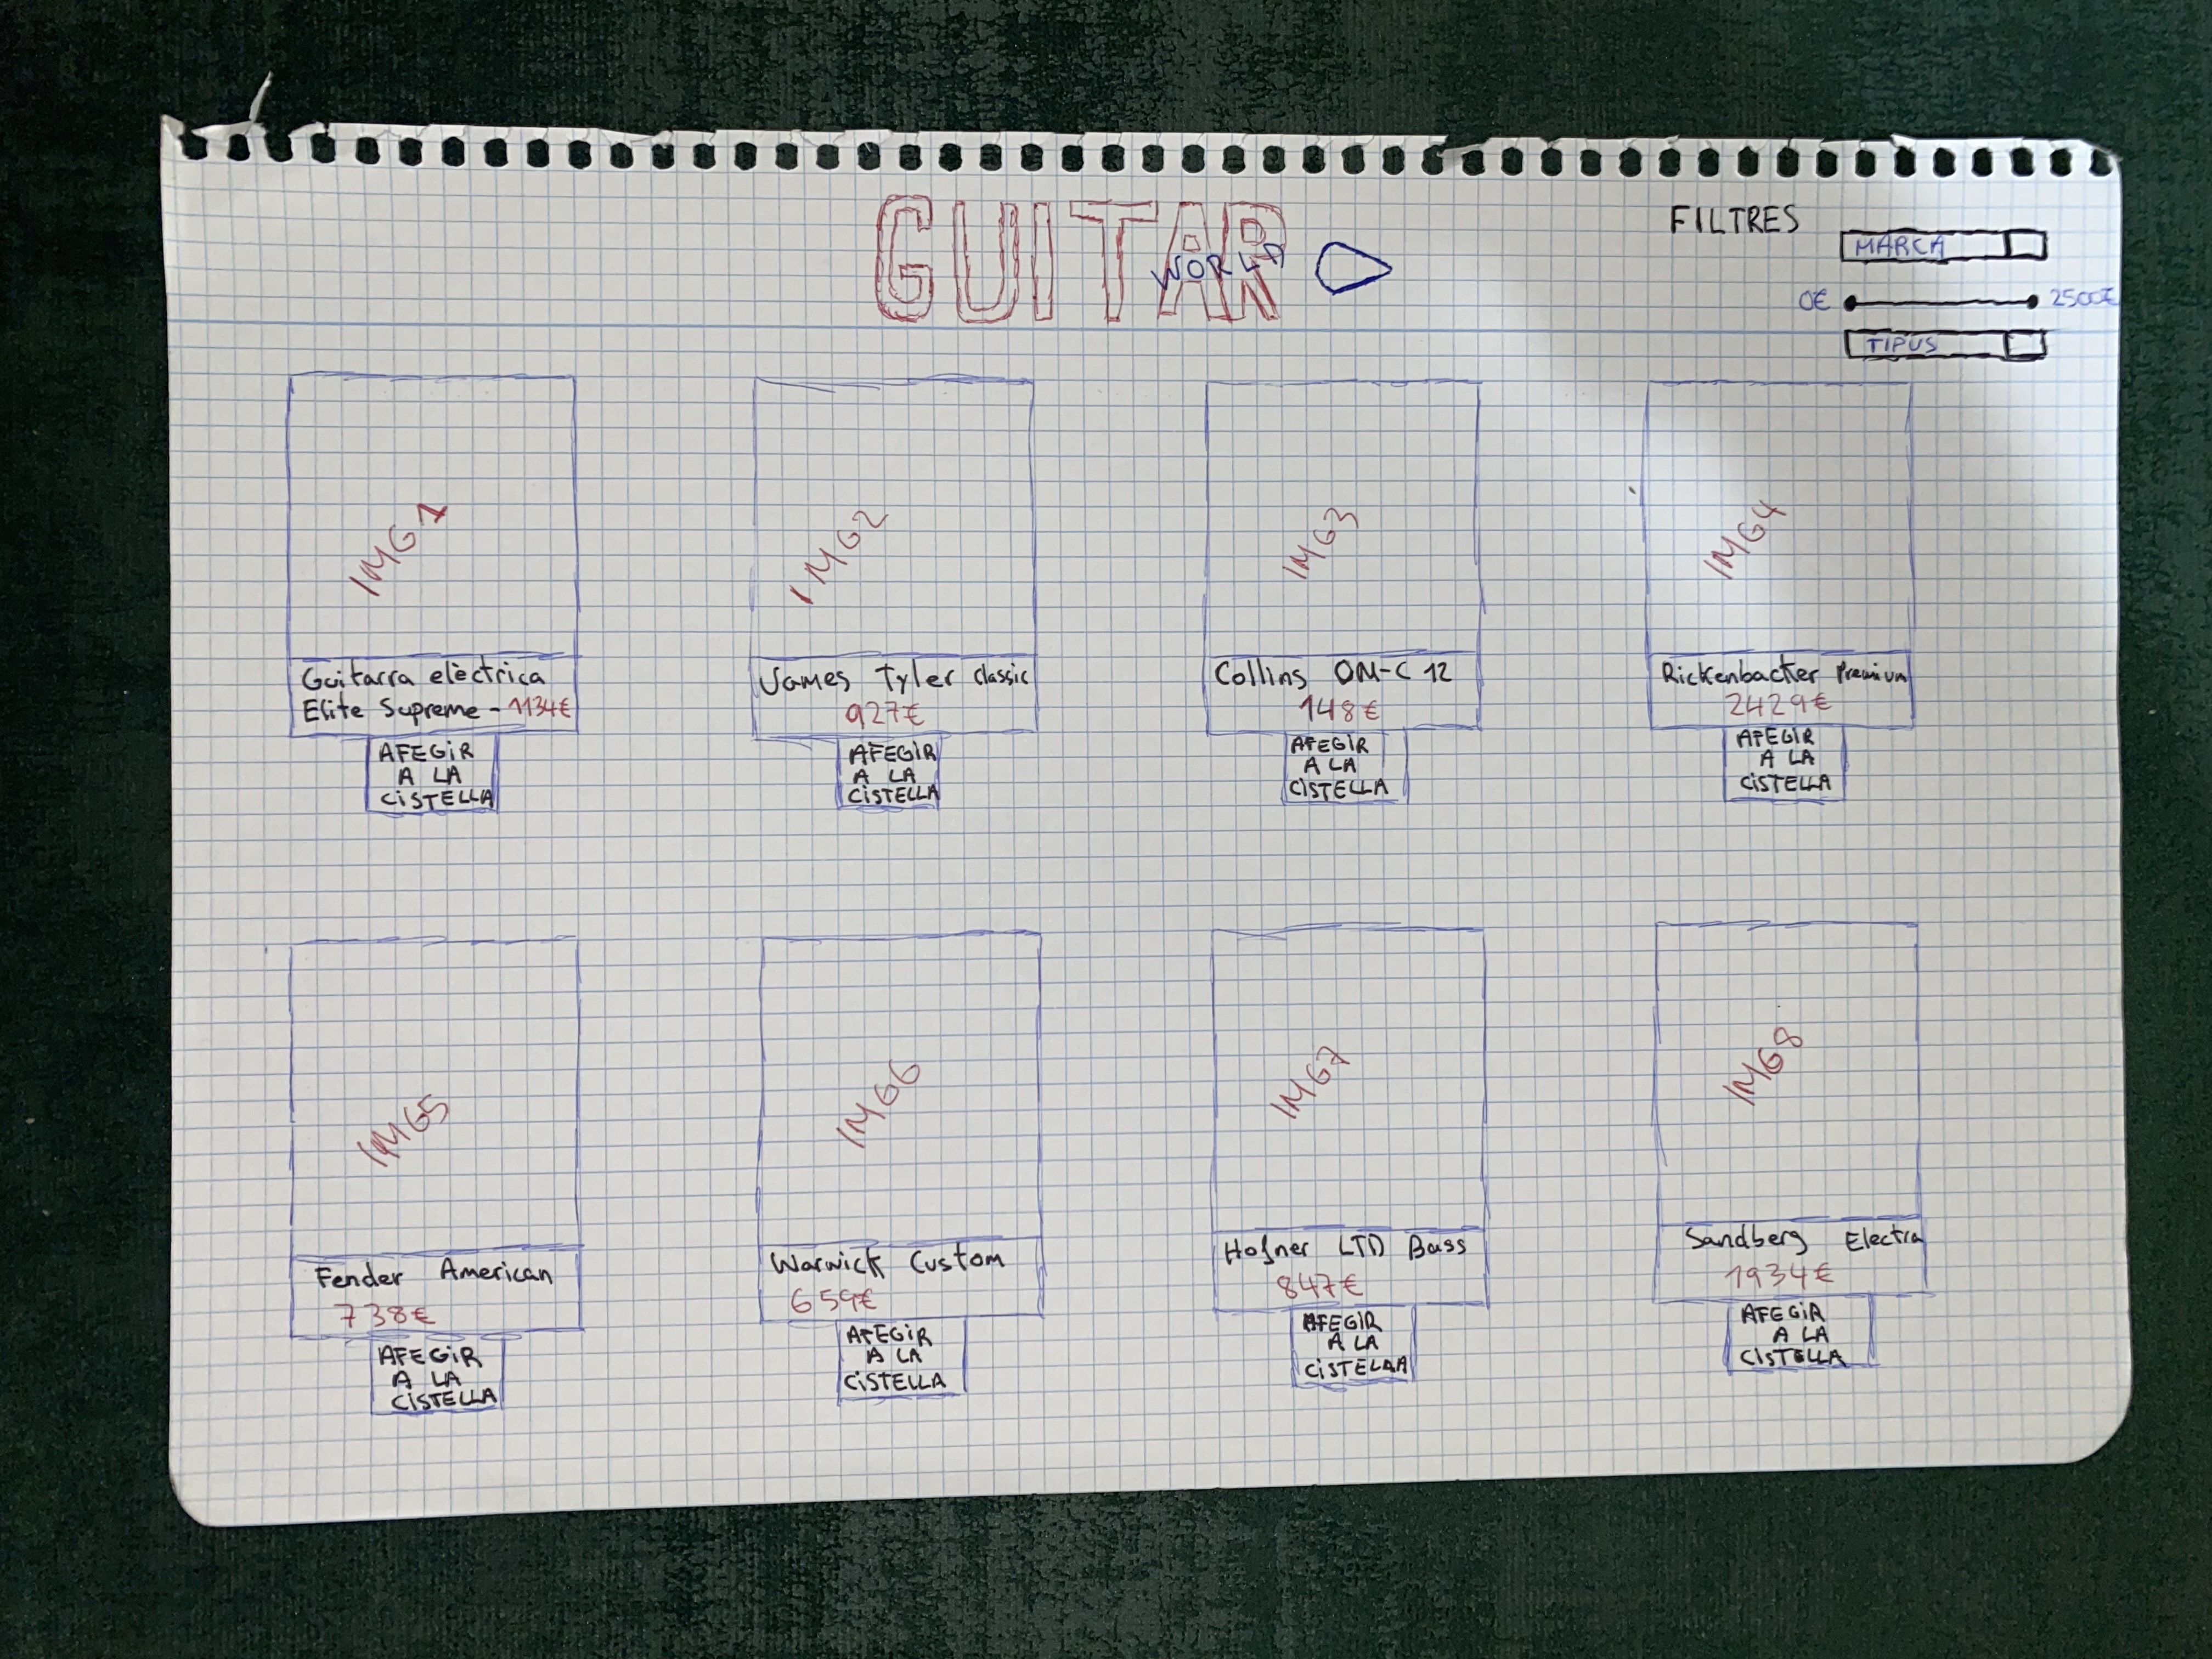 GUITAR
WORLD
FILTRES
MARCA
0€ 2500€
TIPUS
IMG1
IMG2
IMG3
IMG4
Guitarra elèctrica
Elite Supreme - 1134€
AFEGIR
A LA
CISTELLA
James Tyler Classic
927€
AFEGIR
A LA
CISTELLA
Collins OM-C 12
148€
AFEGIR
A LA
CISTELLA
Rickenbacker Premium
2429€
AFEGIR
A LA
CISTELLA
IMG5
IMG6
IMG7
IMG8
Fender American
738€
AFEGIR
A LA
CISTELLA
Warwick Custom
659€
AFEGIR
A LA
CISTELLA
Hofner LTD Bass
847€
AFEGIR
A LA
CISTELLA
Sandberg Electra
1934€
AFEGIR
A LA
CISTELLA